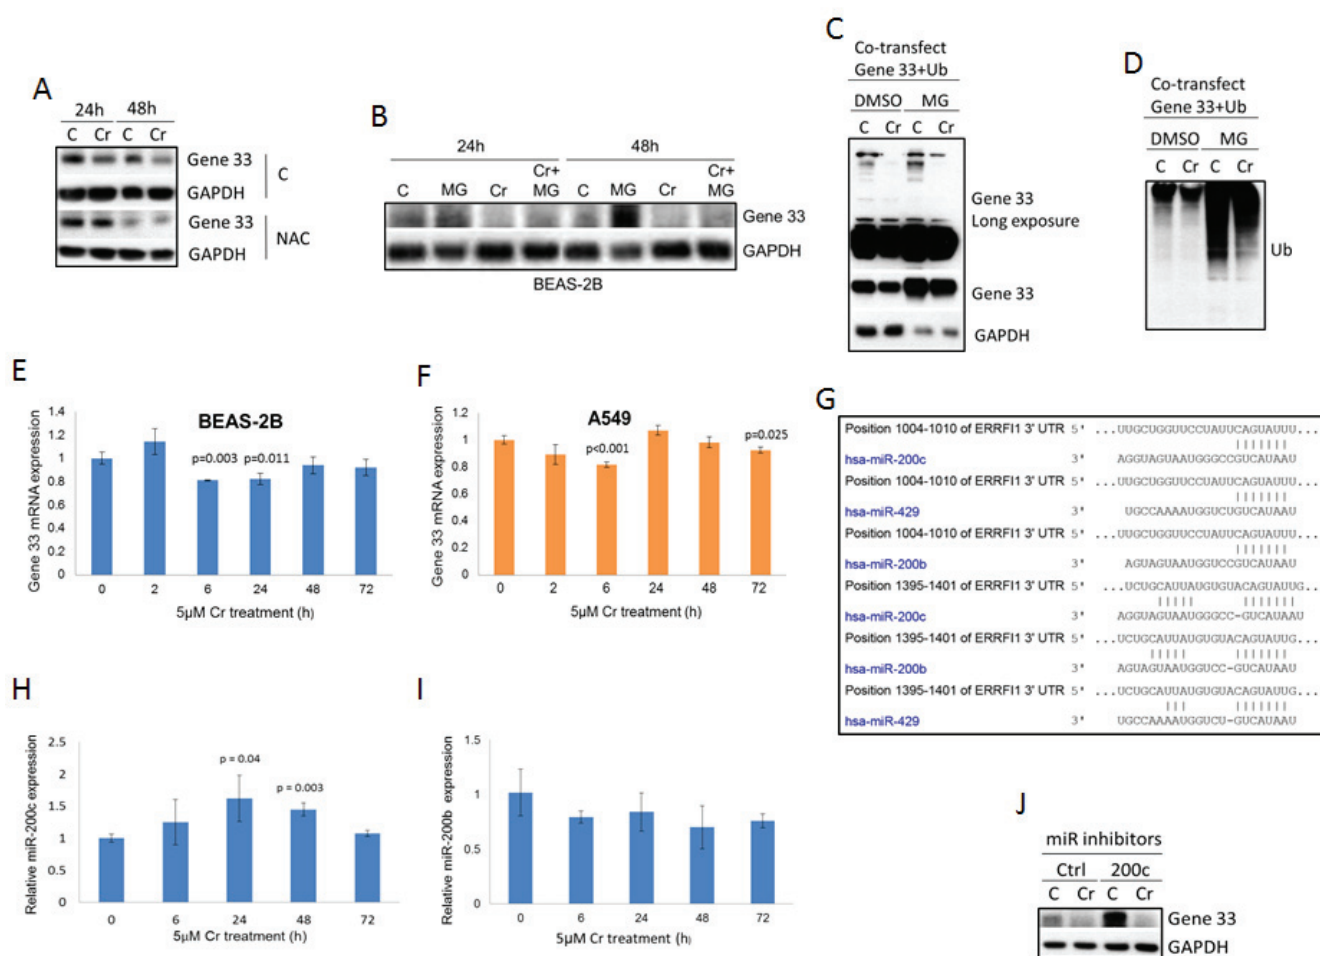 A
24h 48h
C Cr C Cr
Gene 33
GAPDH
C
Gene 33
GAPDH
NAC
B
24h 48h
C MG Cr Cr+ MG C MG Cr Cr+ MG
Gene 33
GAPDH
BEAS-2B
C
Co-transfect
Gene 33+Ub
DMSO MG
C Cr C Cr
Gene 33
Long exposure
Gene 33
GAPDH
D
Co-transfect
Gene 33+Ub
DMSO MG
C Cr C Cr
Ub
E
BEAS-2B
Gene 33 mRNA expression
1.4
1.2
1
0.8
0.6
0.4
0.2
0
p=0.003 p=0.011
0 2 6 24 48 72
5µM Cr treatment (h)
F
A549
Gene 33 mRNA expression
1.2
1
0.8
0.6
0.4
0.2
0
p<0.001
p=0.025
0 2 6 24 48 72
5µM Cr treatment (h)
G
Position 1004-1010 of ERRFI1 3' UTR 5' ...UUGCUGGUUCCUAUUCAGUAUUU...
hsa-miR-200c 3' AGGUAGUAAUGGGCCGUCAUAAU
Position 1004-1010 of ERRFI1 3' UTR 5' ...UUGCUGGUUCCUAUUCAGUAUUU...
hsa-miR-429 3' UGCCAAAAUGGUCUGUCAUAAU
Position 1004-1010 of ERRFI1 3' UTR 5' ...UUGCUGGUUCCUAUUCAGUAUUU...
hsa-miR-200b 3' AGUAGUAAUGGUCCGUCAUAAU
Position 1395-1401 of ERRFI1 3' UTR 5' ...UCUGCAUUAUGUGUACAGUAUUG...
hsa-miR-200c 3' AGGUAGUAAUGGGCC-GUCAUAAU
Position 1395-1401 of ERRFI1 3' UTR 5' ...UCUGCAUUAUGUGUACAGUAUUG...
hsa-miR-200b 3' AGUAGUAAUGGUCC-GUCAUAAU
Position 1395-1401 of ERRFI1 3' UTR 5' ...UCUGCAUUAUGUGUACAGUAUUG...
hsa-miR-429 3' UGCCAAAAUGGUCU-GUCAUAAU
H
Relative miR-200c expression
2.5
2
1.5
1
0.5
0
p = 0.04
p = 0.003
0 6 24 48 72
5µM Cr treatment (h)
I
Relative miR-200b expression
1.5
1
0.5
0
0 6 24 48 72
5µM Cr treatment (h)
J
miR inhibitors
Ctrl 200c
C Cr C Cr
Gene 33
GAPDH